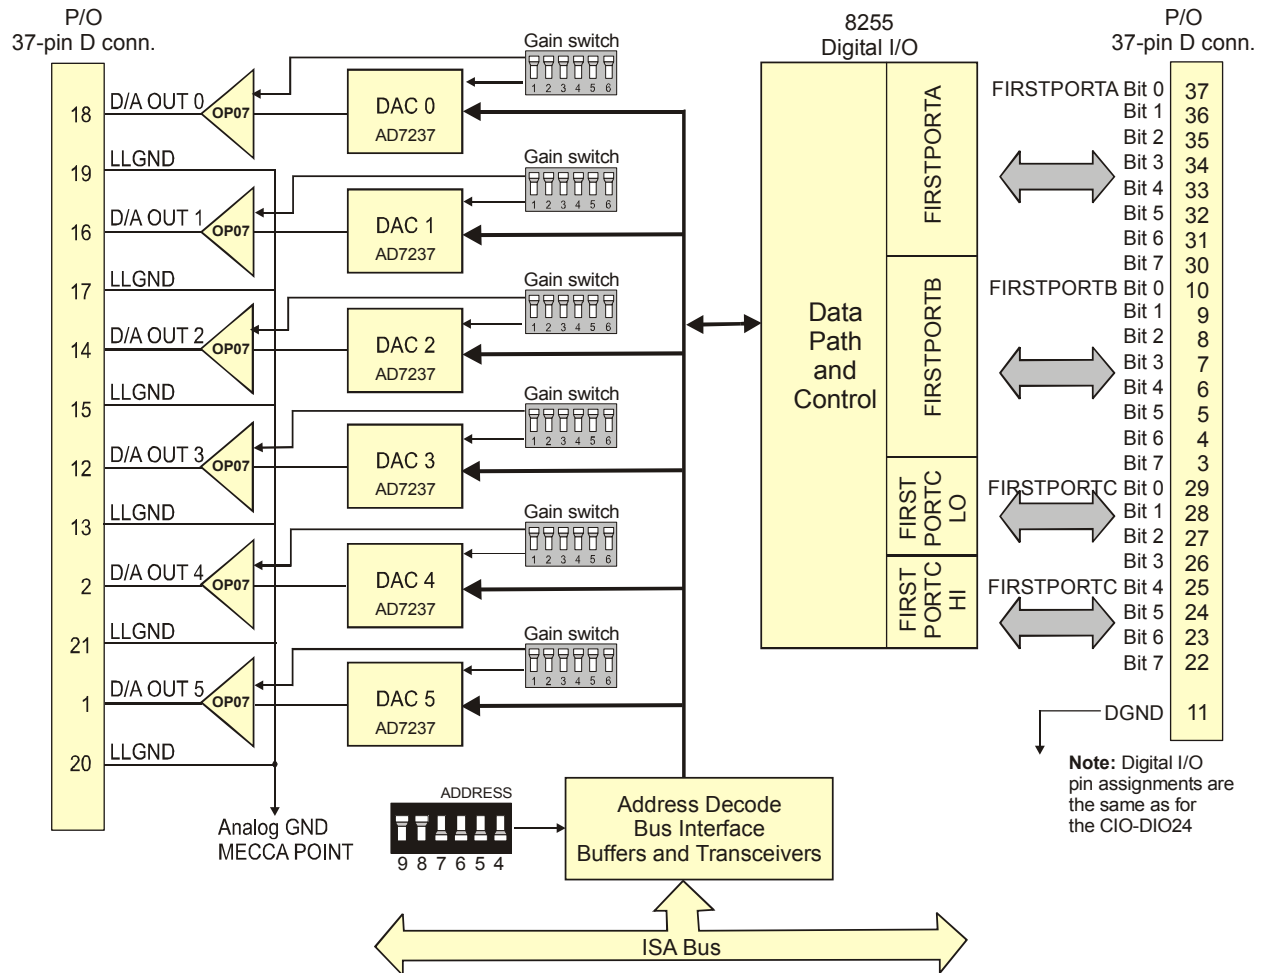 P/O
37-pin D conn.
18
D/A OUT 0
OP07
DAC 0
AD7237
Gain switch
1 2 3 4 5 6
19
LLGND
16
D/A OUT 1
OP07
DAC 1
AD7237
Gain switch
1 2 3 4 5 6
17
LLGND
14
D/A OUT 2
OP07
DAC 2
AD7237
Gain switch
1 2 3 4 5 6
15
LLGND
12
D/A OUT 3
OP07
DAC 3
AD7237
Gain switch
1 2 3 4 5 6
13
LLGND
2
D/A OUT 4
OP07
DAC 4
AD7237
Gain switch
1 2 3 4 5 6
21
LLGND
1
D/A OUT 5
OP07
DAC 5
AD7237
Gain switch
1 2 3 4 5 6
20
LLGND
Analog GND
MECCA POINT
ADDRESS
9 8 7 6 5 4
Address Decode
Bus Interface
Buffers and Transceivers
ISA Bus
8255
Digital I/O
Data
Path
and
Control
FIRSTPORTA
FIRSTPORTB
FIRST
PORTC
LO
FIRST
PORTC
HI
P/O
37-pin D conn.
FIRSTPORTA Bit 0 37
Bit 1 36
Bit 2 35
Bit 3 34
Bit 4 33
Bit 5 32
Bit 6 31
Bit 7 30
FIRSTPORTB Bit 0 10
Bit 1 9
Bit 2 8
Bit 3 7
Bit 4 6
Bit 5 5
Bit 6 4
Bit 7 3
FIRSTPORTC Bit 0 29
Bit 1 28
Bit 2 27
Bit 3 26
FIRSTPORTC Bit 4 25
Bit 5 24
Bit 6 23
Bit 7 22
DGND 11
Note: Digital I/O
pin assignments are
the same as for
the CIO-DIO24